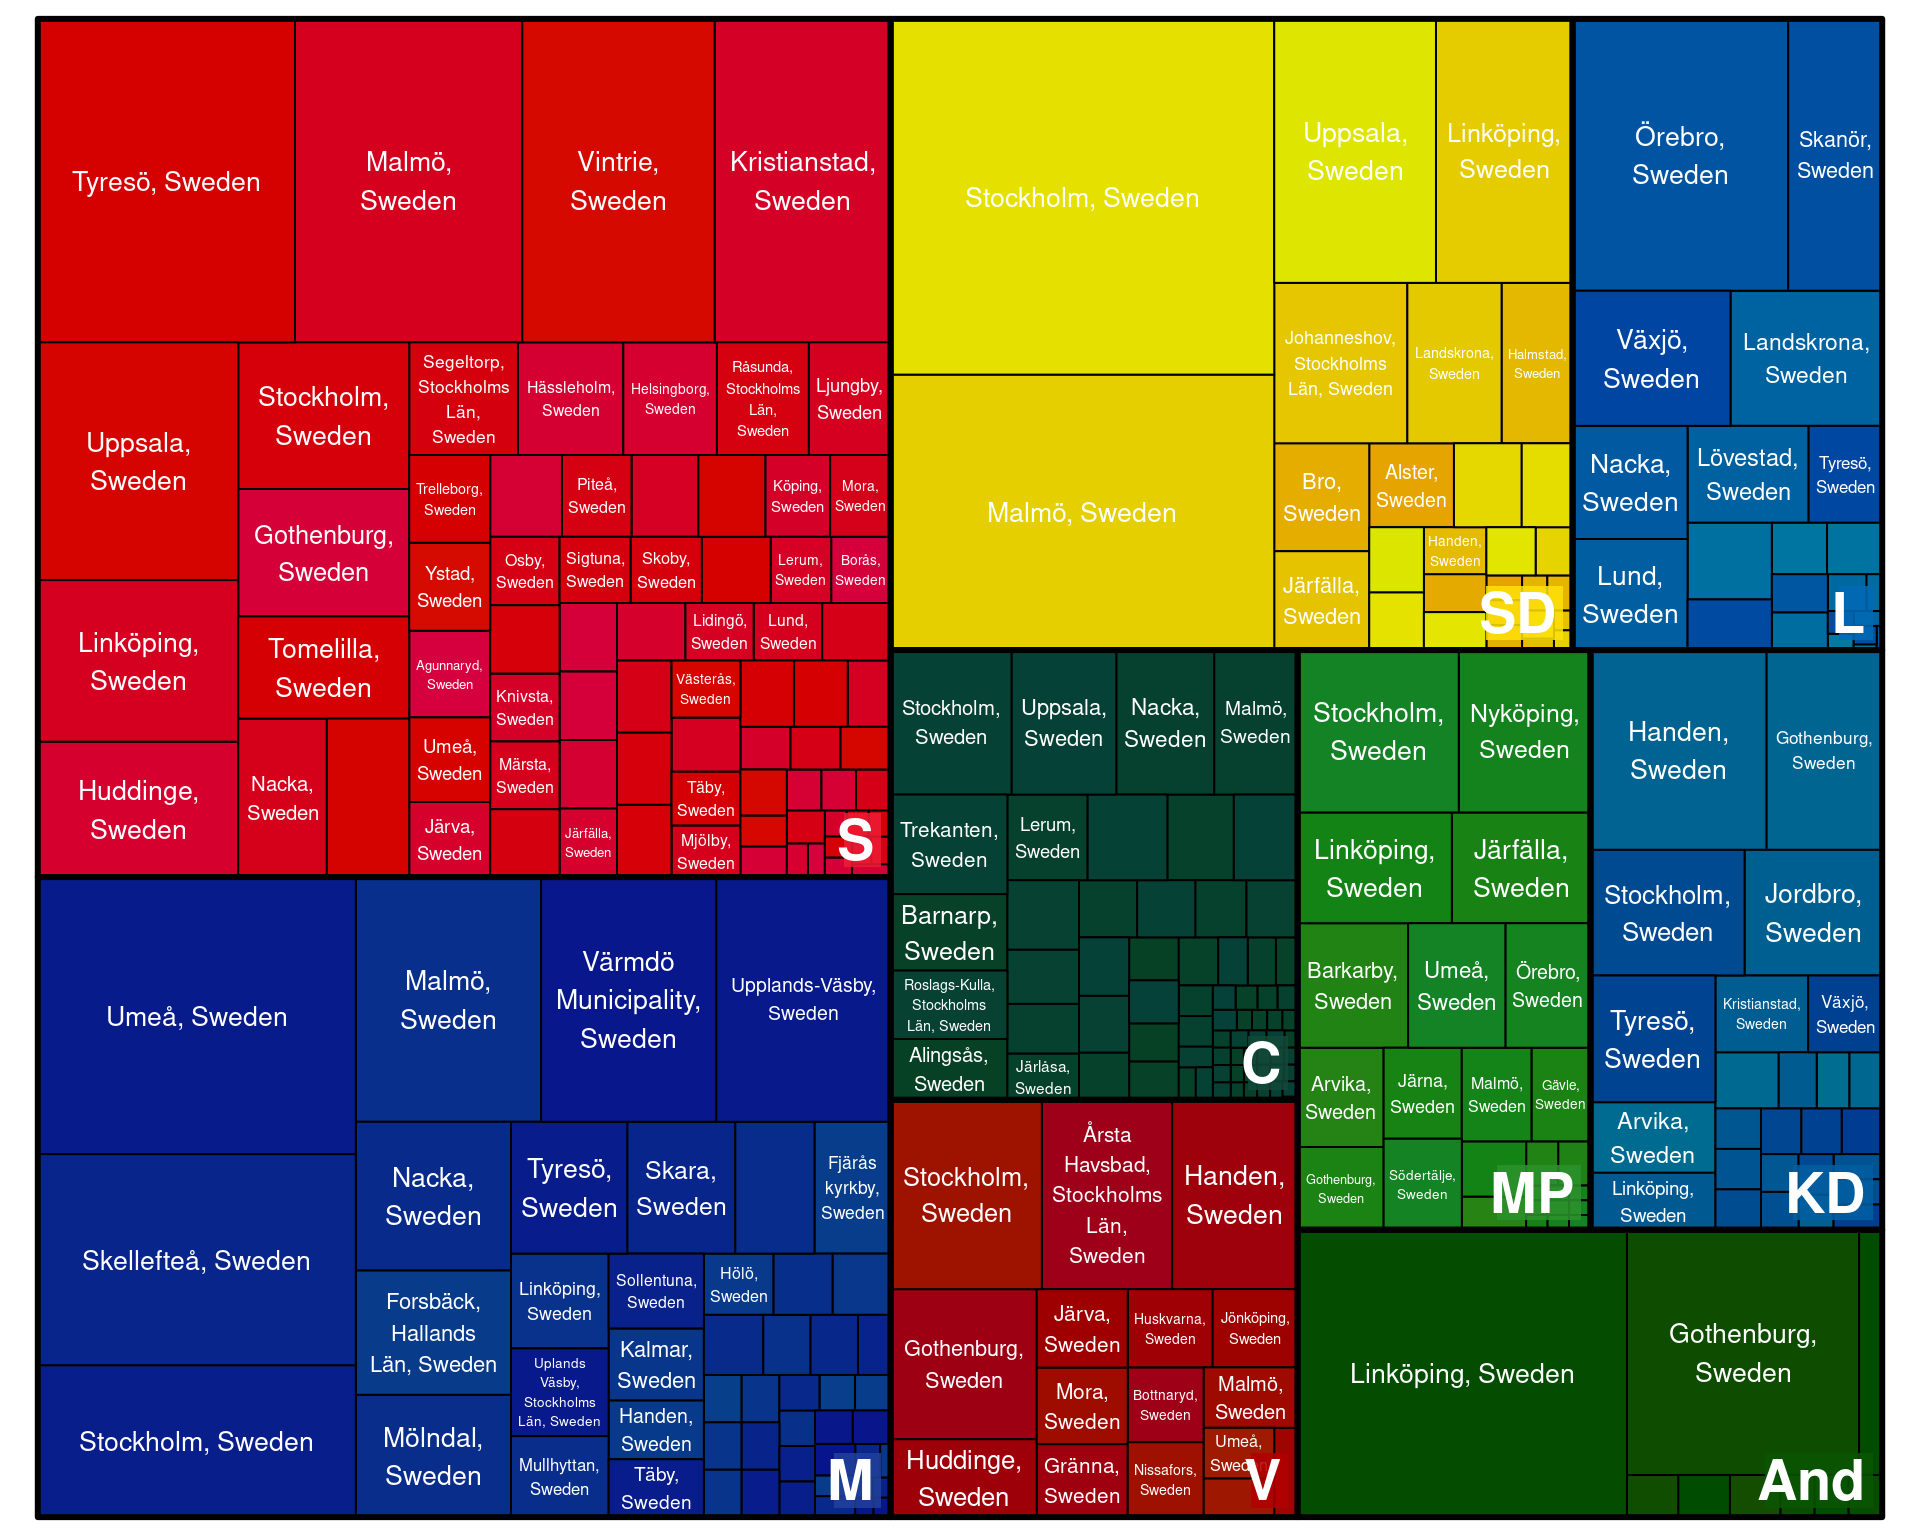 Tyresö, Sweden
Malmö,
Sweden
Vintrie,
Sweden
Kristianstad,
Sweden
Uppsala,
Sweden
Stockholm,
Sweden
Segeltorp,
Stockholms
Län,
Sweden
Hässleholm,
Sweden
Helsingborg,
Sweden
Råsunda,
Stockholms
Län,
Sweden
Ljungby,
Sweden
Gothenburg,
Sweden
Trelleborg,
Sweden
Piteå,
Sweden
Köping,
Sweden
Mora,
Sweden
Ystad,
Sweden
Osby,
Sweden
Sigtuna,
Sweden
Skoby,
Sweden
Lerum,
Sweden
Borås,
Sweden
Linköping,
Sweden
Tomelilla,
Sweden
Agunnaryd,
Sweden
Lidingö,
Sweden
Lund,
Sweden
Knivsta,
Sweden
Västerås,
Sweden
Huddinge,
Sweden
Nacka,
Sweden
Umeå,
Sweden
Märsta,
Sweden
Täby,
Sweden
Järva,
Sweden
Järfälla,
Sweden
Mjölby,
Sweden
S
Stockholm, Sweden
Uppsala,
Sweden
Linköping,
Sweden
Johanneshov,
Stockholms
Län, Sweden
Landskrona,
Sweden
Halmstad,
Sweden
Malmö, Sweden
Bro,
Sweden
Alster,
Sweden
Handen,
Sweden
Järfälla,
Sweden
SD
Örebro,
Sweden
Skanör,
Sweden
Växjö,
Sweden
Landskrona,
Sweden
Nacka,
Sweden
Lövestad,
Sweden
Tyresö,
Sweden
Lund,
Sweden
L
Umeå, Sweden
Malmö,
Sweden
Värmdö
Municipality,
Sweden
Upplands-Väsby,
Sweden
Skellefteå, Sweden
Nacka,
Sweden
Tyresö,
Sweden
Skara,
Sweden
Fjärås
kyrkby,
Sweden
Forsbäck,
Hallands
Län, Sweden
Linköping,
Sweden
Sollentuna,
Sweden
Hölö,
Sweden
Uplands
Väsby,
Stockholms
Län, Sweden
Kalmar,
Sweden
Stockholm, Sweden
Mölndal,
Sweden
Handen,
Sweden
Mullhyttan,
Sweden
Täby,
Sweden
M
Stockholm,
Sweden
Uppsala,
Sweden
Nacka,
Sweden
Malmö,
Sweden
Trekanten,
Sweden
Lerum,
Sweden
Barnarp,
Sweden
Roslags-Kulla,
Stockholms
Län, Sweden
Alingsås,
Sweden
Järlåsa,
Sweden
C
Stockholm,
Sweden
Nyköping,
Sweden
Linköping,
Sweden
Järfälla,
Sweden
Barkarby,
Sweden
Umeå,
Sweden
Örebro,
Sweden
Arvika,
Sweden
Järna,
Sweden
Malmö,
Sweden
Gävle,
Sweden
Gothenburg,
Sweden
Södertälje,
Sweden
MP
Handen,
Sweden
Gothenburg,
Sweden
Stockholm,
Sweden
Jordbro,
Sweden
Tyresö,
Sweden
Kristianstad,
Sweden
Växjö,
Sweden
Arvika,
Sweden
Linköping,
Sweden
KD
Stockholm,
Sweden
Årsta
Havsbad,
Stockholms
Län,
Sweden
Handen,
Sweden
Gothenburg,
Sweden
Järva,
Sweden
Huskvarna,
Sweden
Jönköping,
Sweden
Mora,
Sweden
Bottnaryd,
Sweden
Malmö,
Sweden
Huddinge,
Sweden
Gränna,
Sweden
Nissafors,
Sweden
Umeå,
Sweden
V
Linköping, Sweden
Gothenburg,
Sweden
And